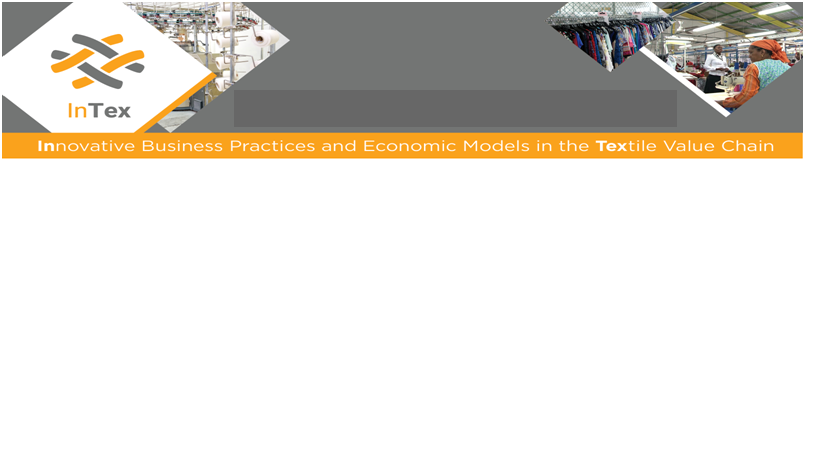 InTex
Innovative Business Practices and Economic Models in the Textile Value Chain